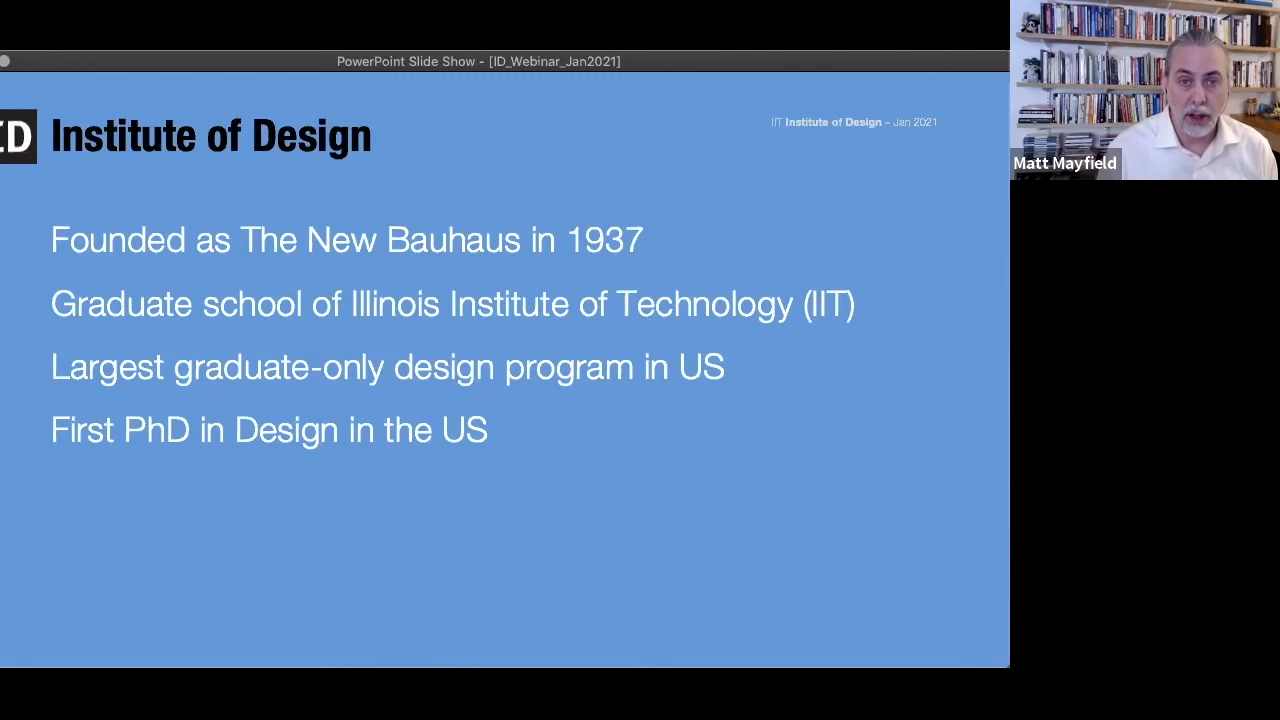 PowerPoint Slide Show - [ID_Webinar_Jan2021]
ID Institute of Design
IIT Institute of Design – Jan 2021
Founded as The New Bauhaus in 1937
Graduate school of Illinois Institute of Technology (IIT)
Largest graduate-only design program in US
First PhD in Design in the US
Matt Mayfield